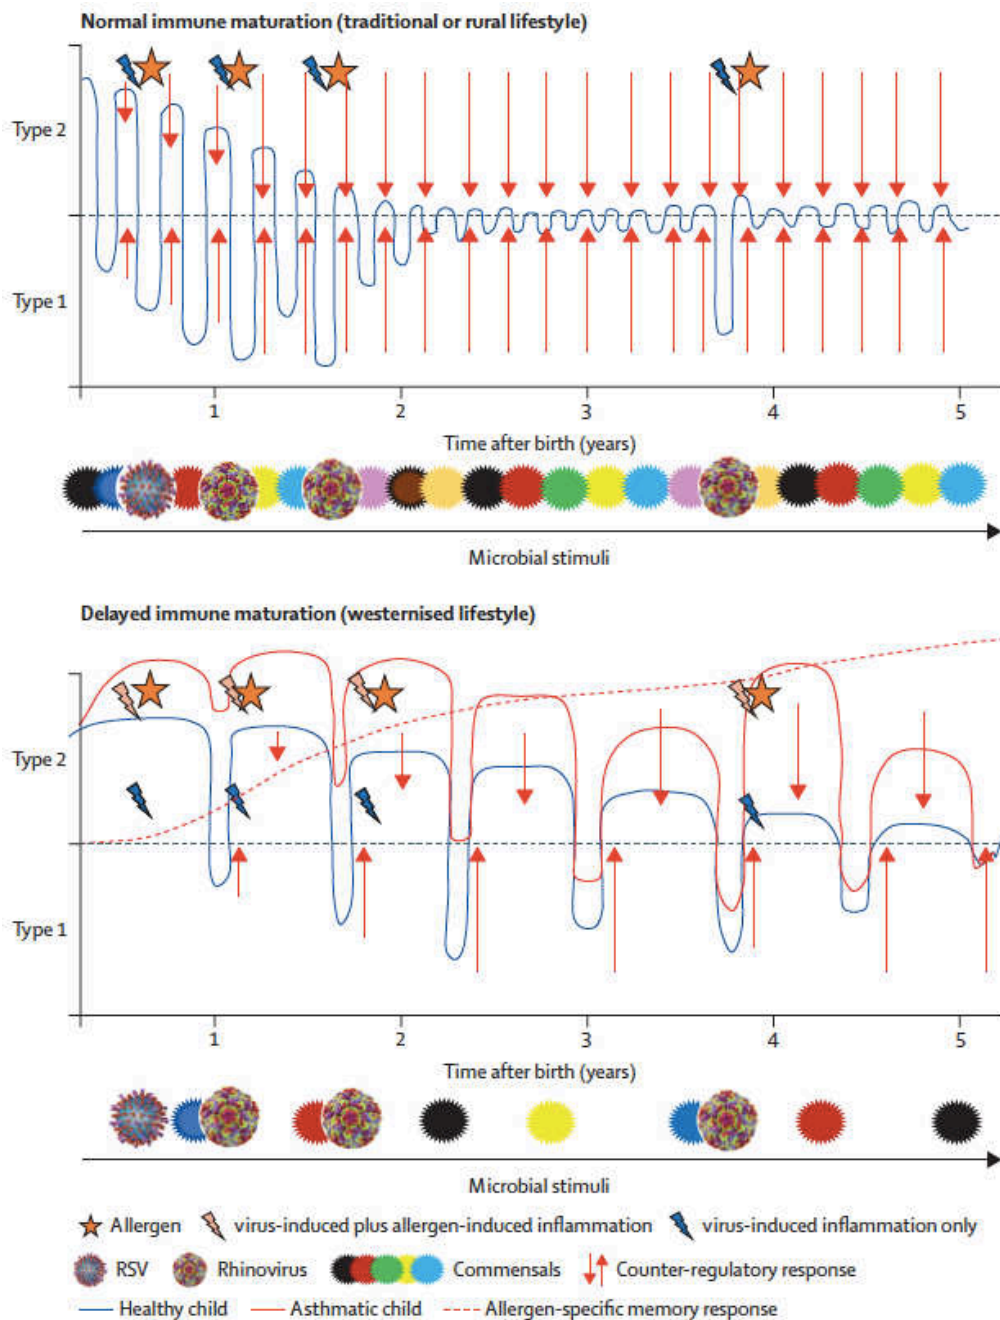 Normal immune maturation (traditional or rural lifestyle)
Type 2
Type 1
1 2 3 4 5
Time after birth (years)
Microbial stimuli
Delayed immune maturation (westernised lifestyle)
Type 2
Type 1
1 2 3 4 5
Time after birth (years)
Microbial stimuli
Allergen virus-induced plus allergen-induced inflammation virus-induced inflammation only
RSV Rhinovirus Commensals Counter-regulatory response
Healthy child Asthmatic child Allergen-specific memory response